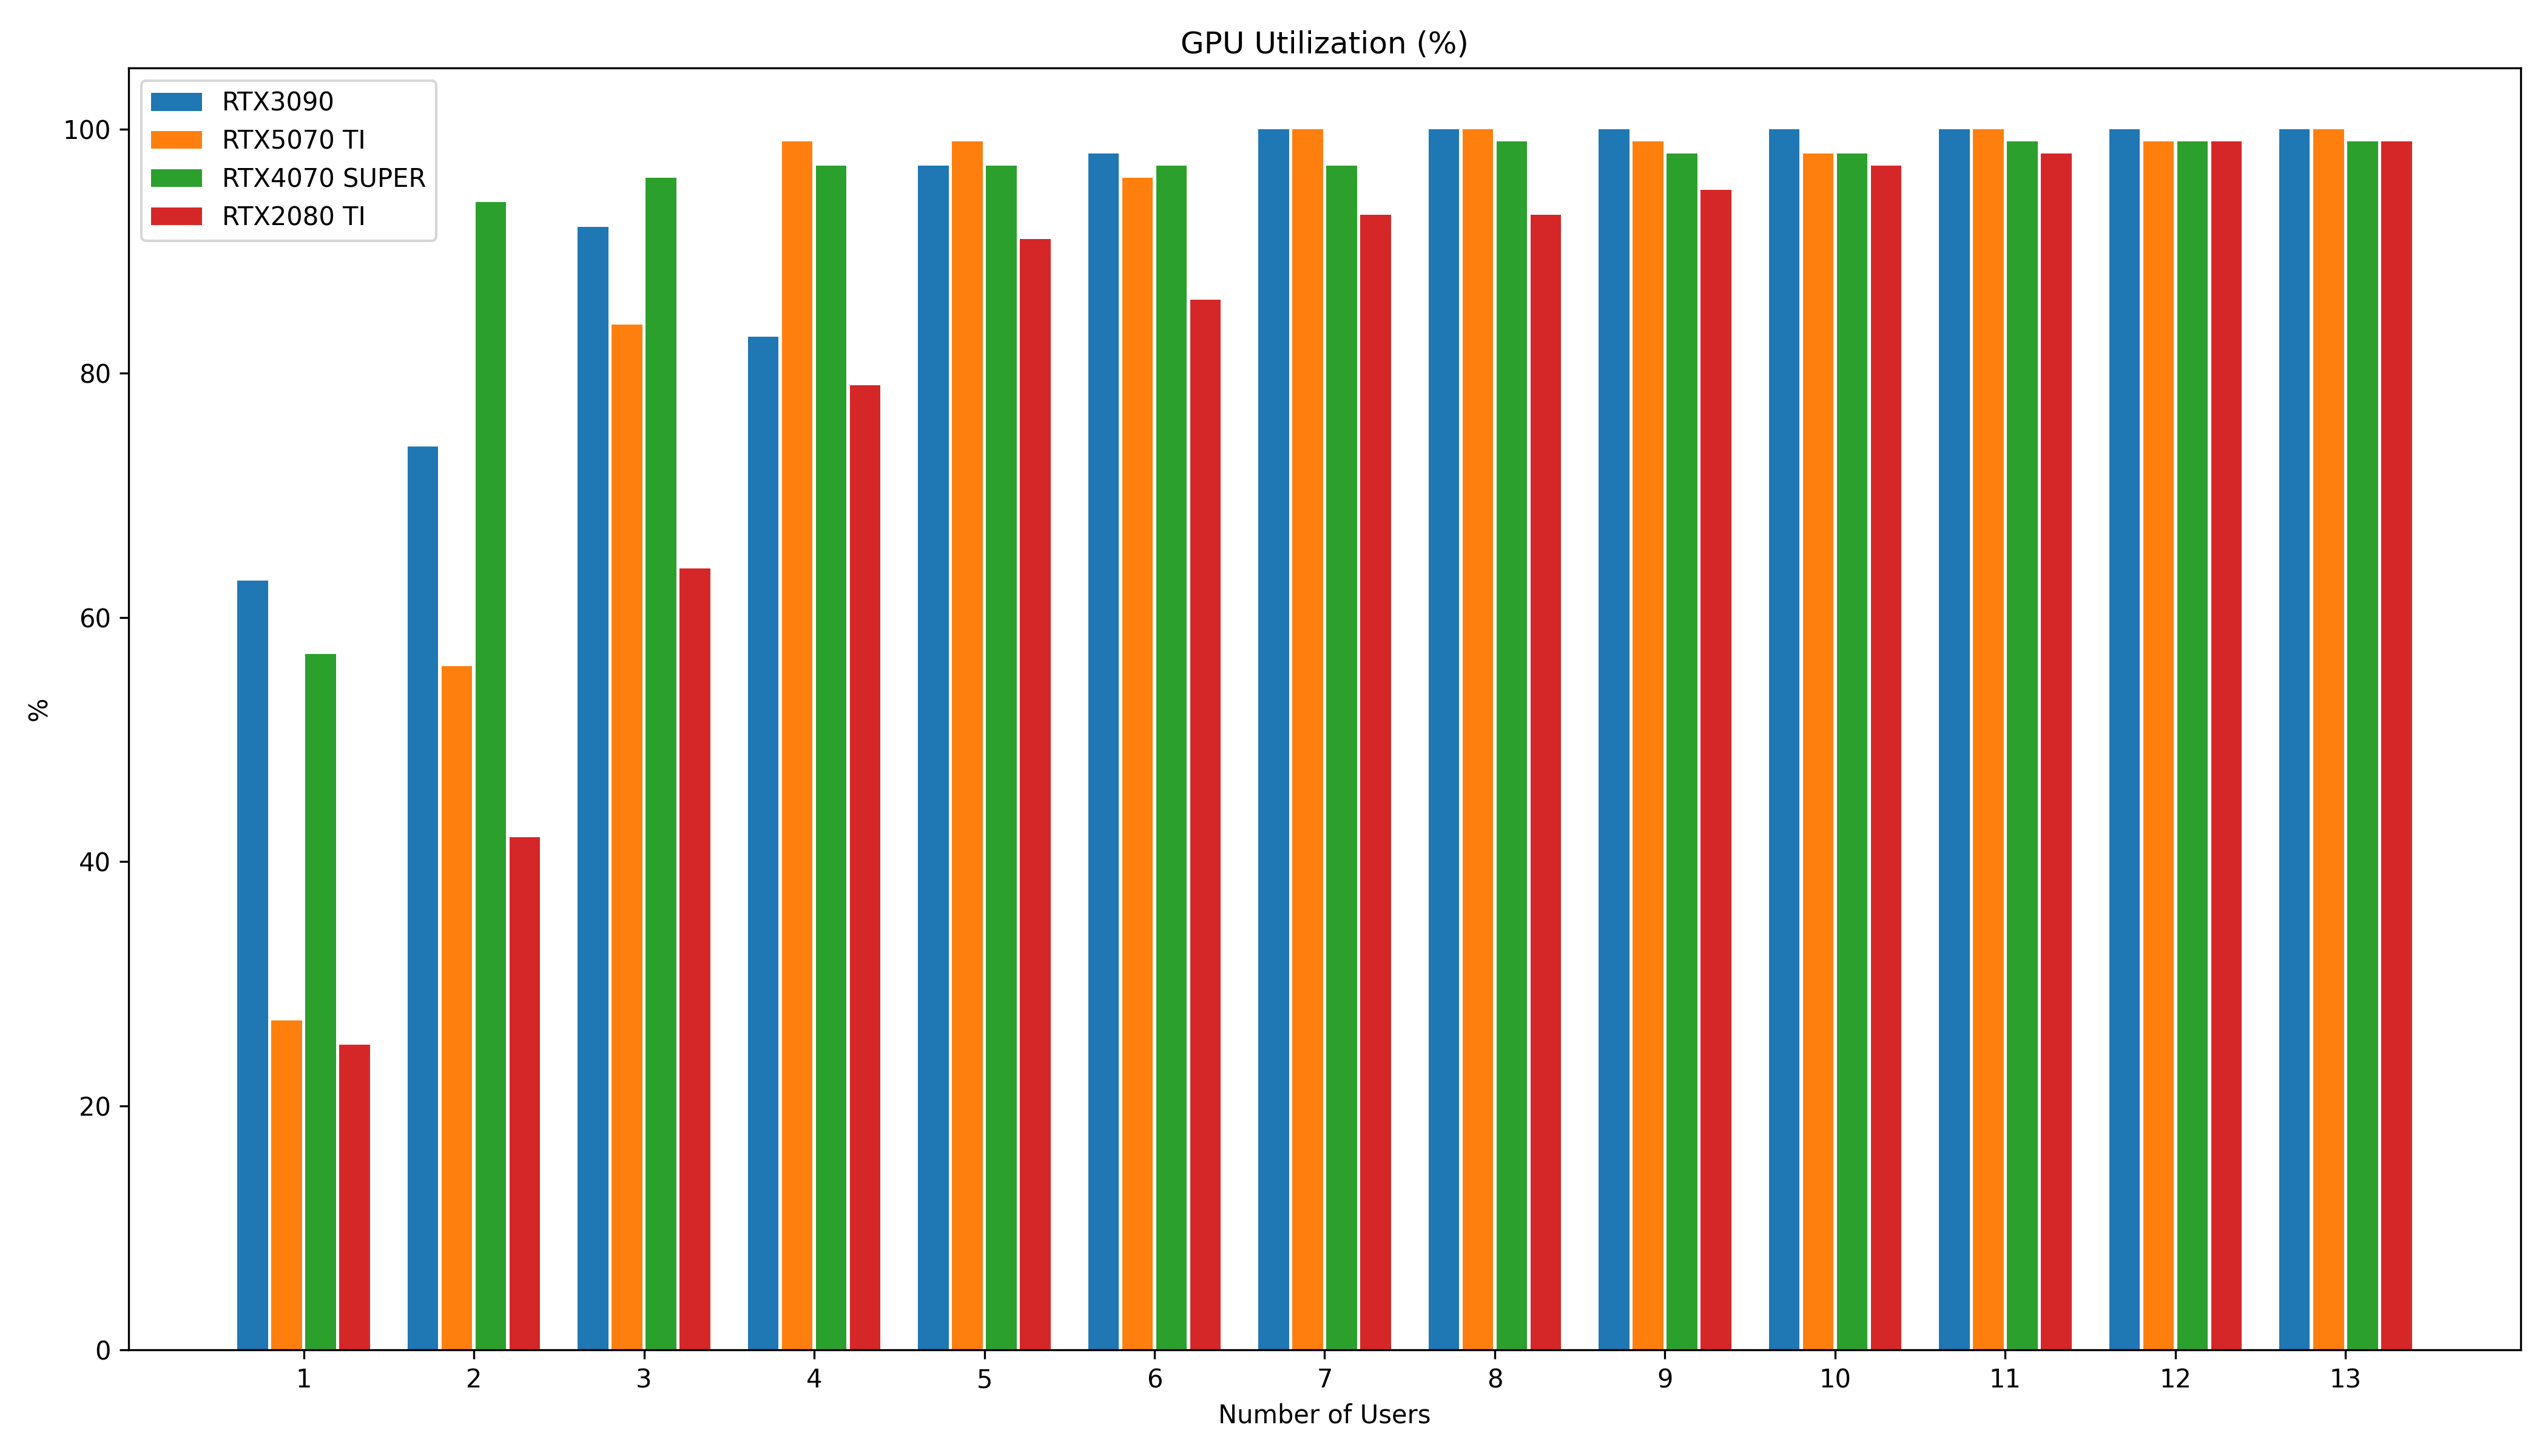 GPU Utilization (%)
RTX3090
RTX5070 TI
RTX4070 SUPER
RTX2080 TI
100
80
60
40
20
0
%
1 2 3 4 5 6 7 8 9 10 11 12 13
Number of Users